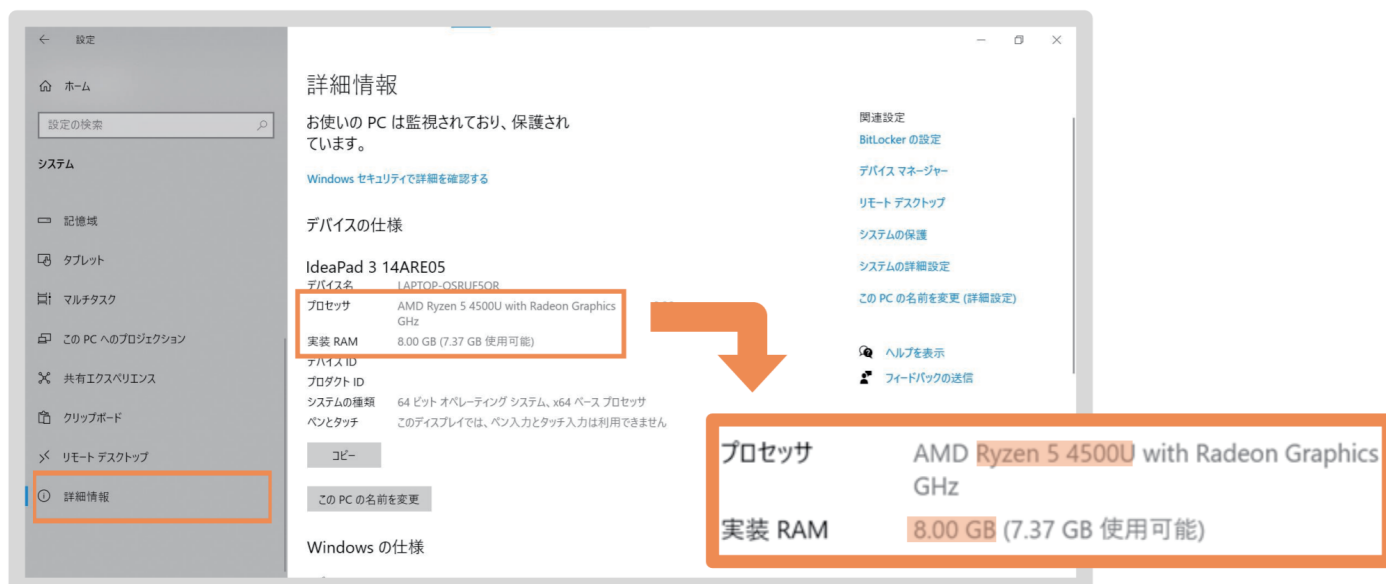 設定
ホーム
設定の検索
システム
記憶域
タブレット
マルチタスク
この PC へのプロジェクション
共有エクスペリエンス
クリップボード
リモート デスクトップ
詳細情報
詳細情報
お使いの PC は監視されており、保護され
ています。
Windows セキュリティで詳細を確認する
デバイスの仕様
IdeaPad 3 14ARE05
デバイス名 LAPTOP-OSRUF5QR
プロセッサ AMD Ryzen 5 4500U with Radeon Graphics
GHz
実装 RAM 8.00 GB (7.37 GB 使用可能)
デバイス ID
プロダクト ID
システムの種類 64 ビット オペレーティング システム、x64 ベース プロセッサ
ペンとタッチ このディスプレイでは、ペン入力とタッチ入力は利用できません
コピー
この PC の名前を変更
Windows の仕様
関連設定
BitLocker の設定
デバイス マネージャー
リモート デスクトップ
システムの保護
システムの詳細設定
この PC の名前を変更 (詳細設定)
ヘルプを表示
フィードバックの送信
プロセッサ AMD Ryzen 5 4500U with Radeon Graphics
GHz
実装 RAM 8.00 GB (7.37 GB 使用可能)